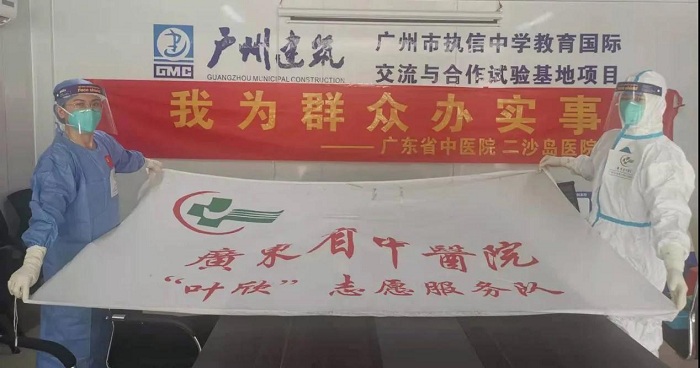 GMC
广州建筑
GUANGZHOU MUNICIPAL CONSTRUCTION
广州市执信中学教育国际
交流与合作试验基地项目
我为群众办实事
——广东省中医院 二沙岛医院
廣東省中醫院
“叶欣”志愿服务队